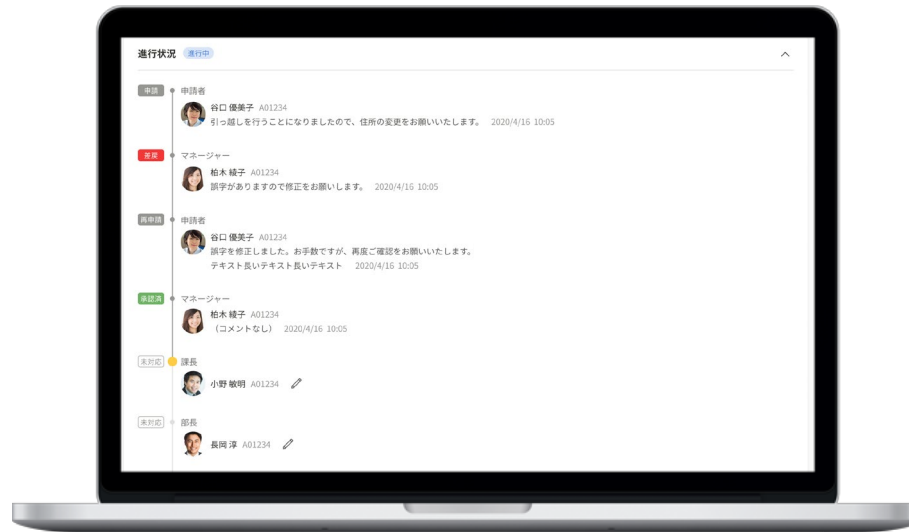 進行状況 進行中
申請 申請者
谷口 優美子 A01234
引っ越しを行うことになりましたので、住所の変更をお願いいたします。 2020/4/16 10:05
差戻 マネージャー
柏木 綾子 A01234
誤字がありますので修正をお願いします。 2020/4/16 10:05
再申請 申請者
谷口 優美子 A01234
誤字を修正しました。お手数ですが、再度ご確認をお願いいたします。
テキスト長いテキスト長いテキスト 2020/4/16 10:05
承認済 マネージャー
柏木 綾子 A01234
（コメントなし） 2020/4/16 10:05
未対応 課長
小野 敏明 A01234
未対応 部長
長岡 淳 A01234